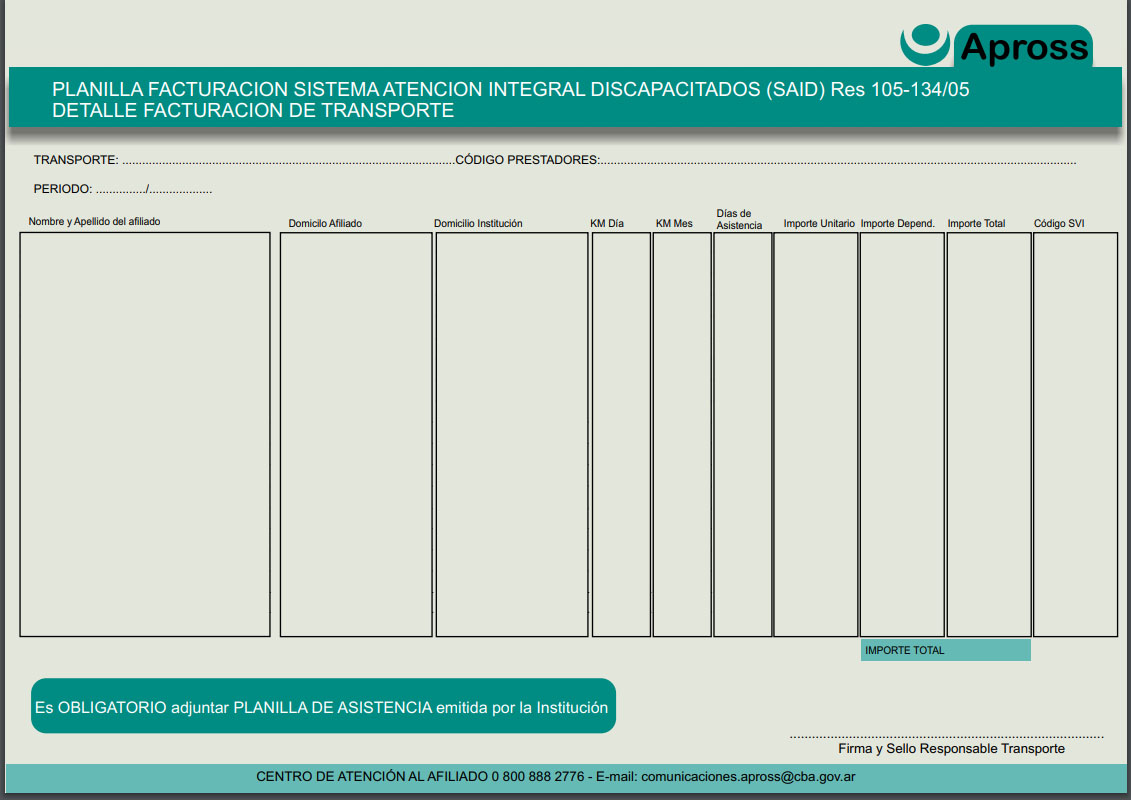 Apross
PLANILLA FACTURACION SISTEMA ATENCION INTEGRAL DISCAPACITADOS (SAID) Res 105-134/05
DETALLE FACTURACION DE TRANSPORTE
TRANSPORTE: ....................................................................................CÓDIGO PRESTADORES:........................................................................................................................
PERIODO: .............../...................
Nombre y Apellido del afiliado
Domicilo Afiliado
Domicilio Institución
KM Día
KM Mes
Días de
Asistencia
Importe Unitario
Importe Depend.
Importe Total
Código SVI
IMPORTE TOTAL
Es OBLIGATORIO adjuntar PLANILLA DE ASISTENCIA emitida por la Institución
....................................................................................
Firma y Sello Responsable Transporte
CENTRO DE ATENCIÓN AL AFILIADO 0 800 888 2776 - E-mail: comunicaciones.apross@cba.gov.ar